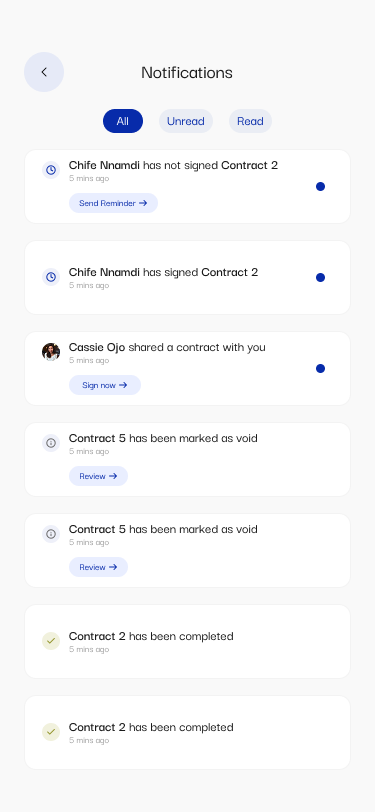 Notifications
All Unread Read
Chife Nnamdi has not signed Contract 2
5 mins ago
Send Reminder
Chife Nnamdi has signed Contract 2
5 mins ago
Cassie Ojo shared a contract with you
5 mins ago
Sign now
Contract 5 has been marked as void
5 mins ago
Review
Contract 5 has been marked as void
5 mins ago
Review
Contract 2 has been completed
5 mins ago
Contract 2 has been completed
5 mins ago